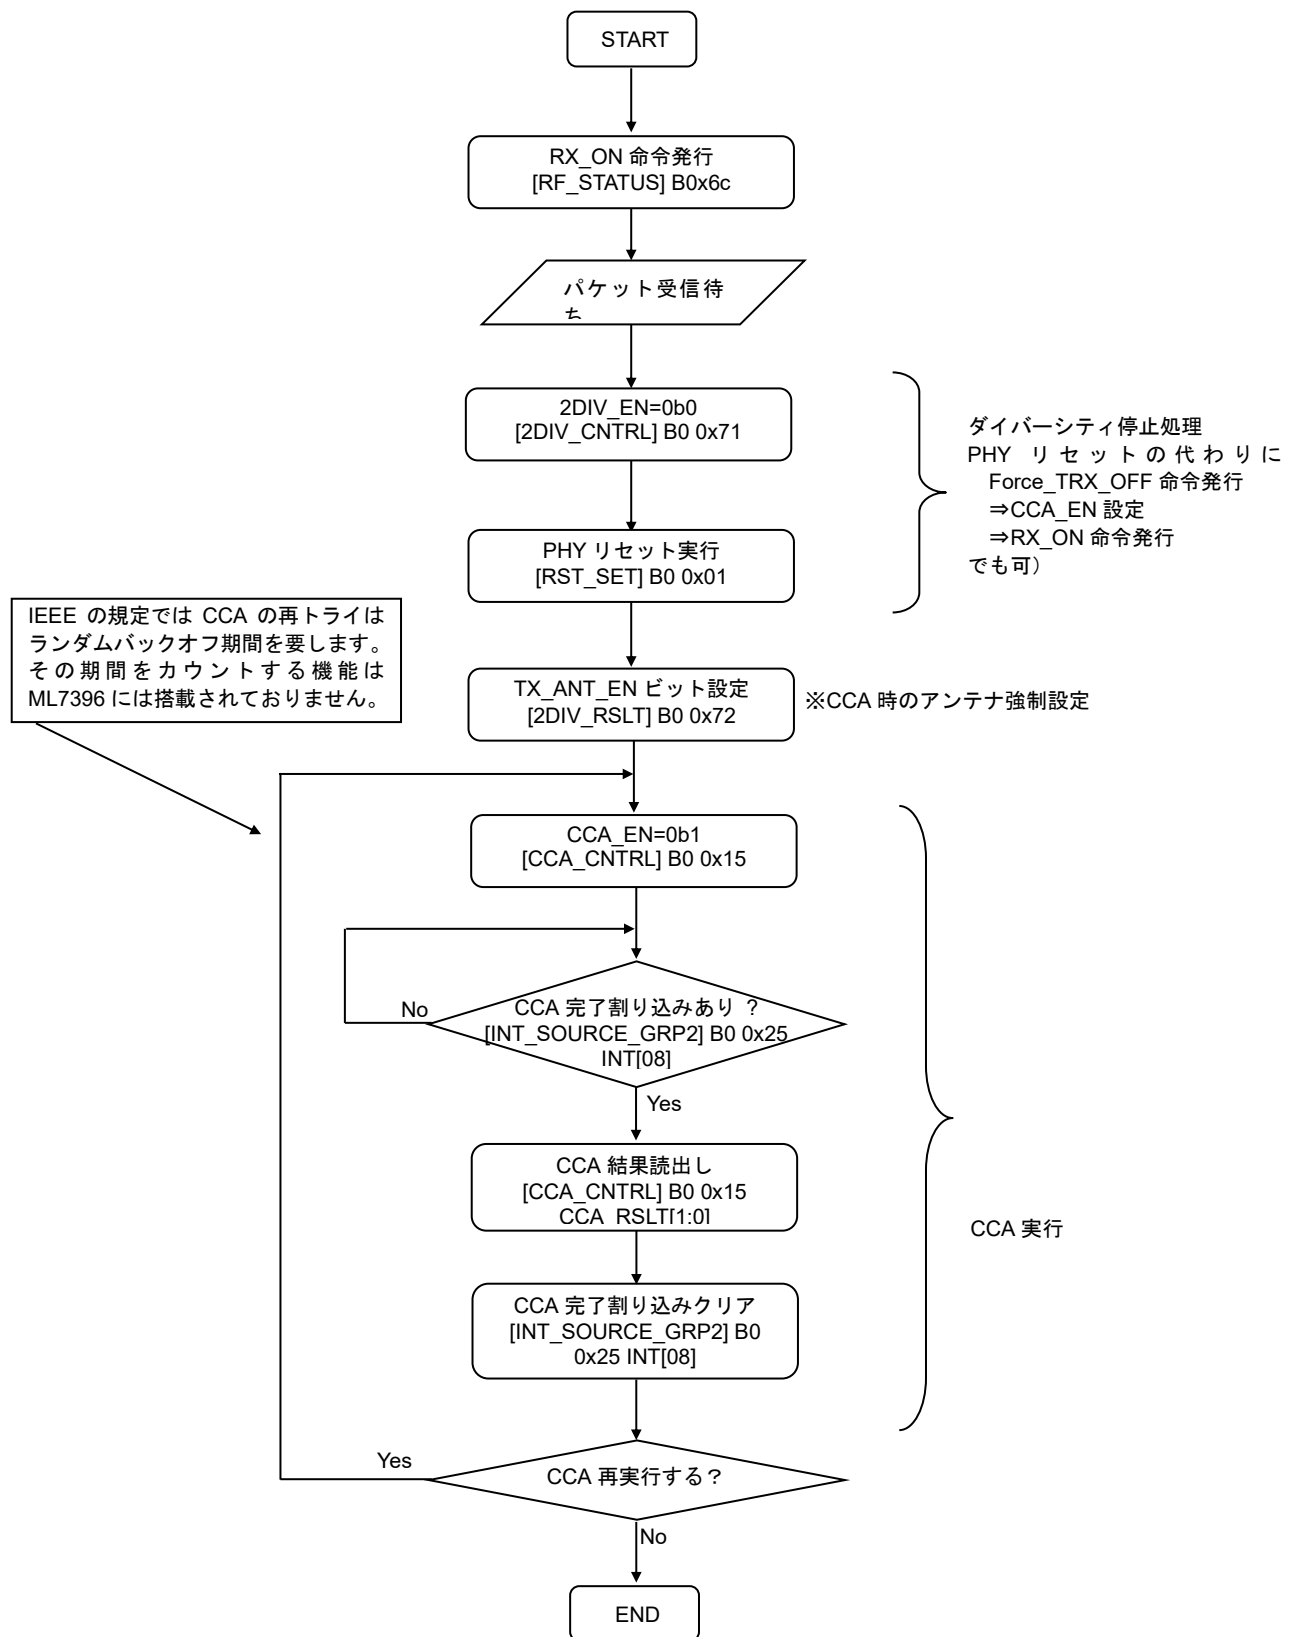 START
RX_ON 命令発行
[RF_STATUS] B0x6c
パケット受信待
ち
2DIV_EN=0b0
[2DIV_CNTRL] B0 0x71
ダイバーシティ停止処理
PHY リセットの代わりに
Force_TRX_OFF 命令発行
⇒CCA_EN 設定
⇒RX_ON 命令発行
でも可）
PHY リセット実行
[RST_SET] B0 0x01
IEEE の規定では CCA の再トライは
ランダムバックオフ期間を要します。
その期間をカウントする機能は
ML7396 には搭載されておりません。
TX_ANT_EN ビット設定
[2DIV_RSLT] B0 0x72
※CCA 時のアンテナ強制設定
CCA_EN=0b1
[CCA_CNTRL] B0 0x15
No
CCA 完了割り込みあり ？
[INT_SOURCE_GRP2] B0 0x25
INT[08]
Yes
CCA 結果読出し
[CCA_CNTRL] B0 0x15
CCA_RSLT[1:0]
CCA 実行
CCA 完了割り込みクリア
[INT_SOURCE_GRP2] B0
0x25 INT[08]
Yes
CCA 再実行する？
No
END